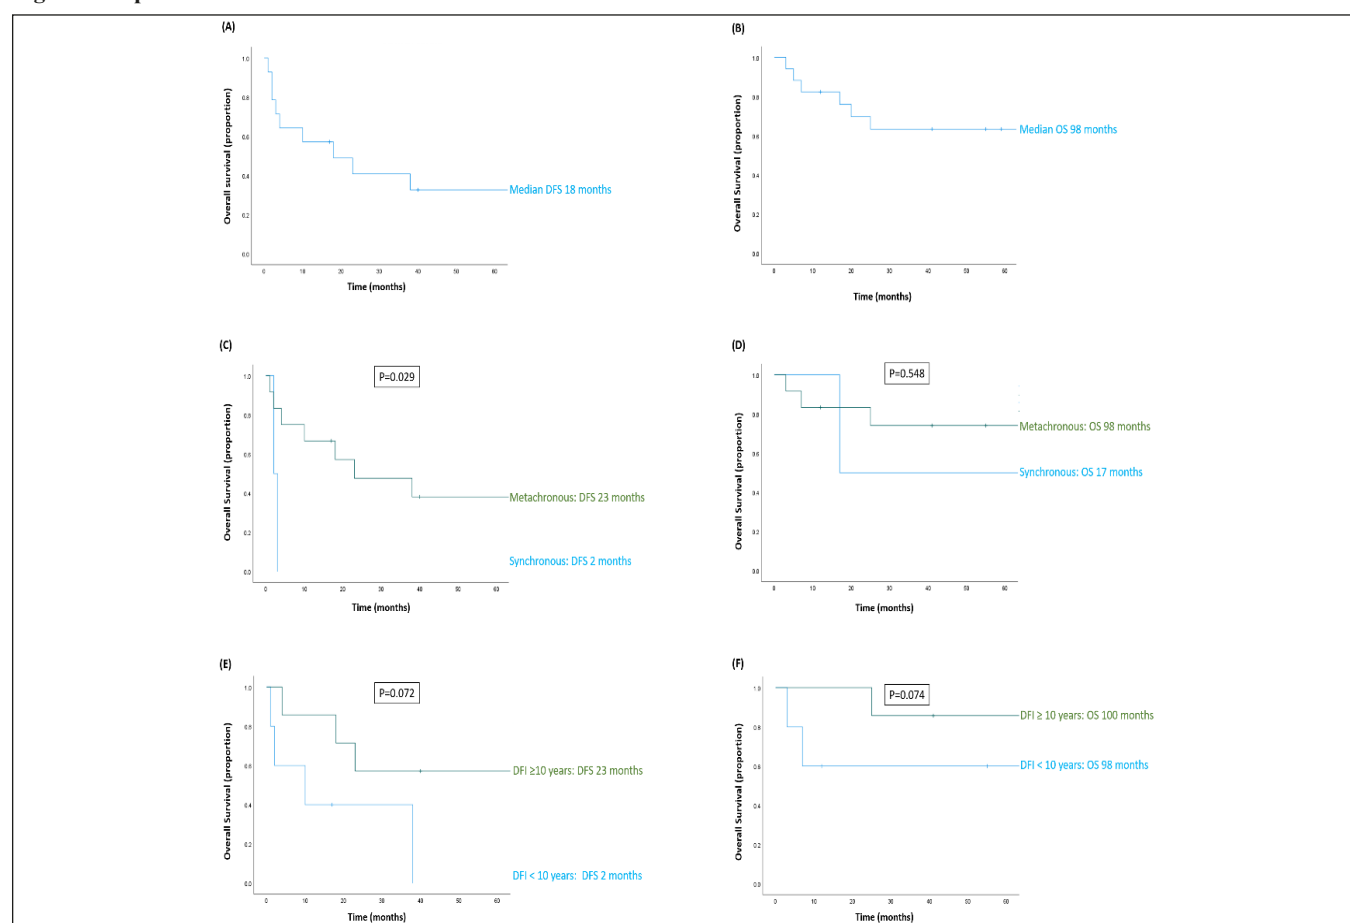 (A)
Overall survival (proportion)
1.0
0.8
0.6
0.4
0.2
0.0
Median DFS 18 months
0 10 20 30 40 50 60
Time (months)
(B)
Overall Survival (proportion)
1.0
0.8
0.6
0.4
0.2
0.0
Median OS 98 months
0 10 20 30 40 50 60
Time (months)
(C)
P=0.029
Overall Survival (proportion)
1.0
0.8
0.6
0.4
0.2
0.0
Metachronous: DFS 23 months
Synchronous: DFS 2 months
0 10 20 30 40 50 60
Time (months)
(D)
P=0.548
Overall Survival (proportion)
1.0
0.8
0.6
0.4
0.2
0.0
Metachronous: OS 98 months
Synchronous: OS 17 months
0 10 20 30 40 50 60
Time (months)
(E)
P=0.072
Overall Survival (proportion)
1.0
0.8
0.6
0.4
0.2
0.0
DFI ≥10 years: DFS 23 months
DFI < 10 years: DFS 2 months
0 10 20 30 40 50 60
Time (months)
(F)
P=0.074
Overall Survival (proportion)
1.0
0.8
0.6
0.4
0.2
0.0
DFI ≥ 10 years: OS 100 months
DFI < 10 years: OS 98 months
0 10 20 30 40 50 60
Time (months)